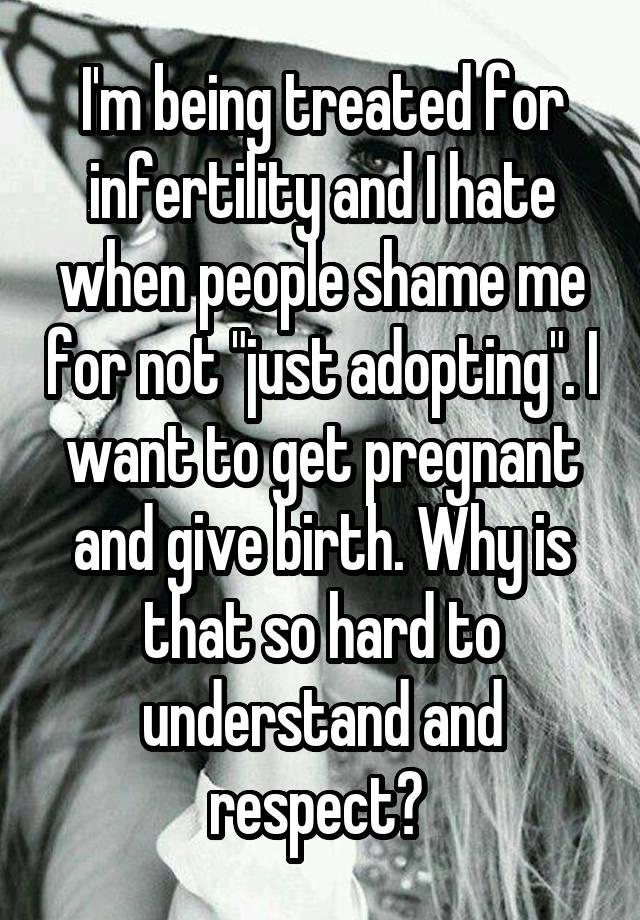 I'm being treated for
infertility and I hate
when people shame me
for not "just adopting". I
want to get pregnant
and give birth. Why is
that so hard to
understand and
respect?